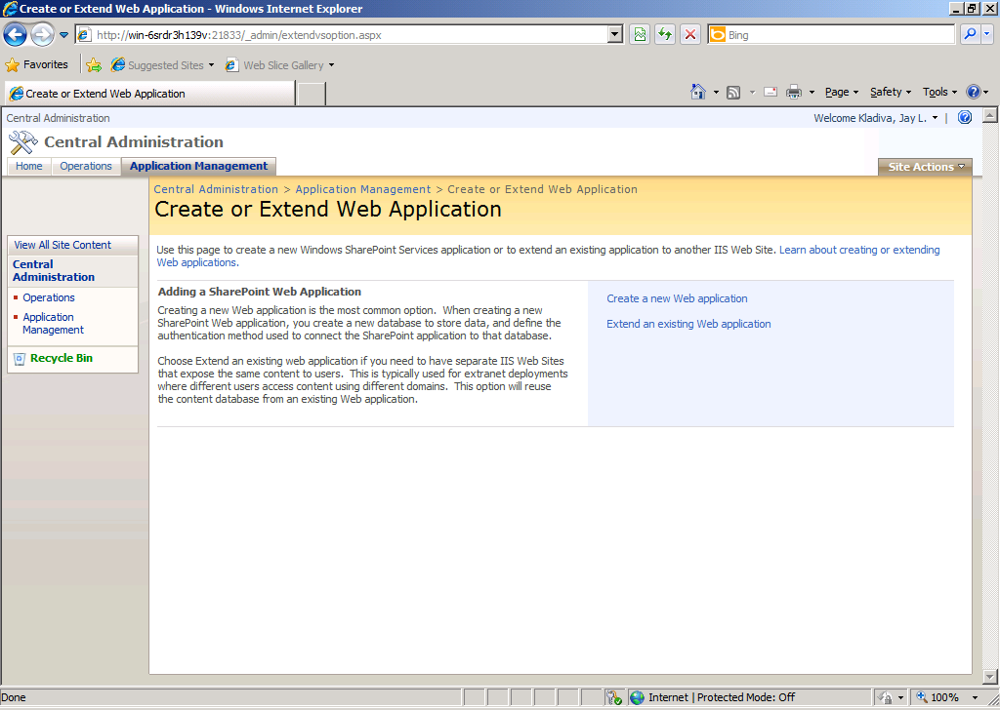 Create or Extend Web Application - Windows Internet Explorer
http://win-6srdr3h139v:21833/_admin/extendvsoption.aspx
Bing
Favorites
Suggested Sites
Web Slice Gallery
Create or Extend Web Application
Page
Safety
Tools
Central Administration
Welcome Kladiva, Jay L.
Central Administration
Home
Operations
Application Management
Site Actions
Central Administration > Application Management > Create or Extend Web Application
Create or Extend Web Application
View All Site Content
Central
Administration
Operations
Application
Management
Recycle Bin
Use this page to create a new Windows SharePoint Services application or to extend an existing application to another IIS Web Site. Learn about creating or extending
Web applications.
Adding a SharePoint Web Application
Creating a new Web application is the most common option. When creating a new
SharePoint Web application, you create a new database to store data, and define the
authentication method used to connect the SharePoint application to that database.
Choose Extend an existing web application if you need to have separate IIS Web Sites
that expose the same content to users. This is typically used for extranet deployments
where different users access content using different domains. This option will reuse
the content database from an existing Web application.
Create a new Web application
Extend an existing Web application
Done
Internet | Protected Mode: Off
100%